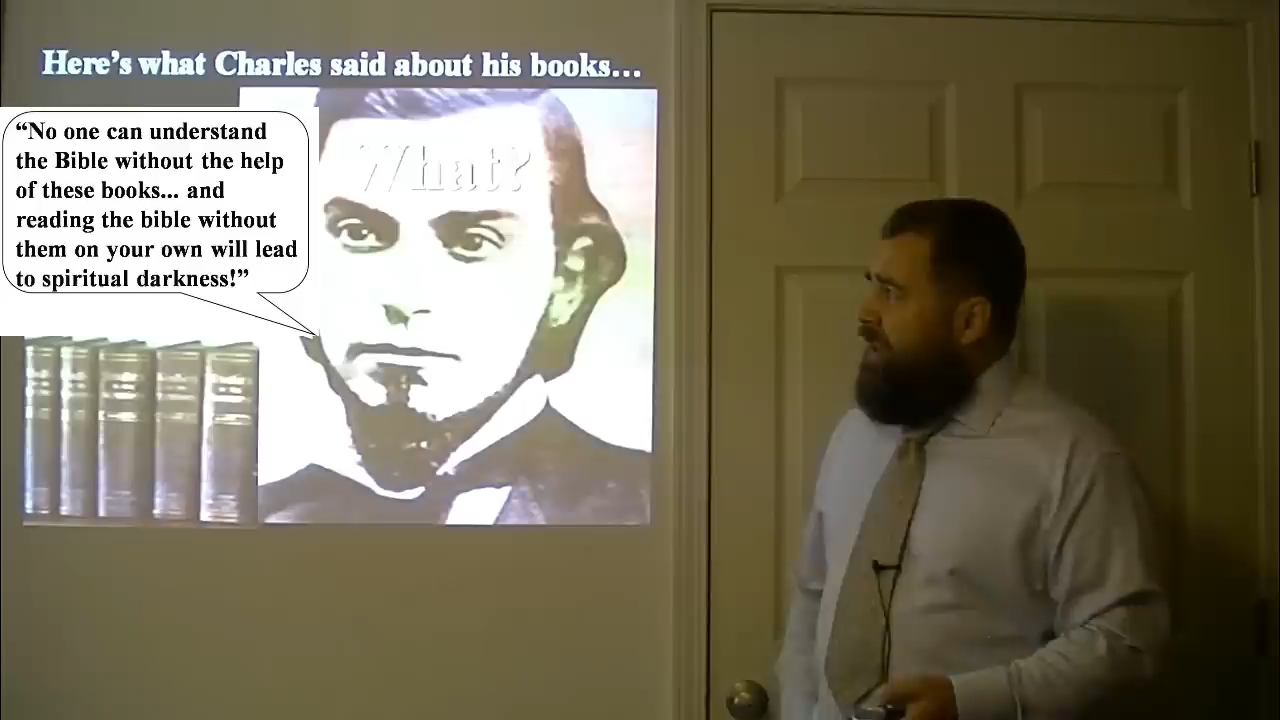 Here's what Charles said about his books...
"No one can understand
the Bible without the help
of these books... and
reading the bible without
them on your own will lead
to spiritual darkness!"
What?